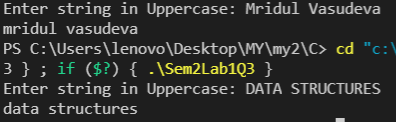 Enter string in Uppercase: Mridul Vasudeva
mridul vasudeva
PS C:\Users\lenovo\Desktop\MY\my2\C> cd "c:\
3 } ; if ($?) { .\Sem2Lab1Q3 }
Enter string in Uppercase: DATA STRUCTURES
data structures